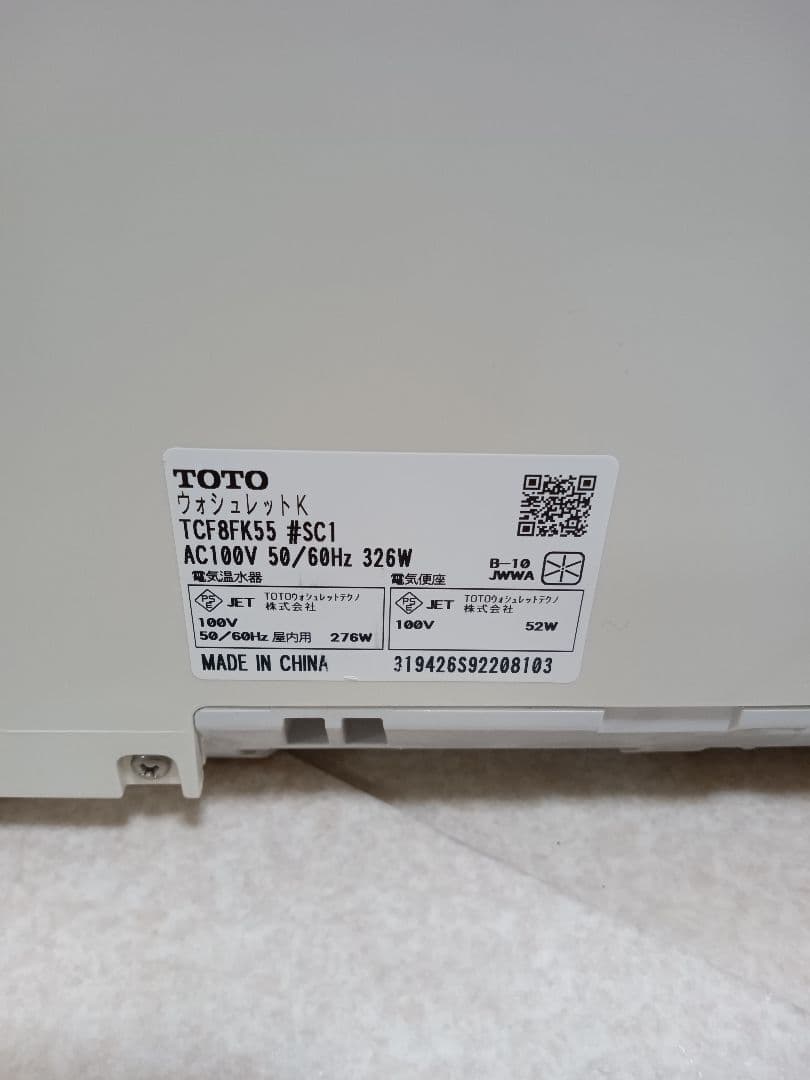 TOTO
ウォシュレットK
TCF8FK55 #SC1
AC100V 50/60Hz 326W
B-10
JWWA
電気温水器
PSE JET TOTOウォシュレットテクノ
株式会社
100V
50/60Hz 屋内用 276W
電気便座
PSE JET TOTOウォシュレットテクノ
株式会社
100V 52W
MADE IN CHINA 319426S92208103